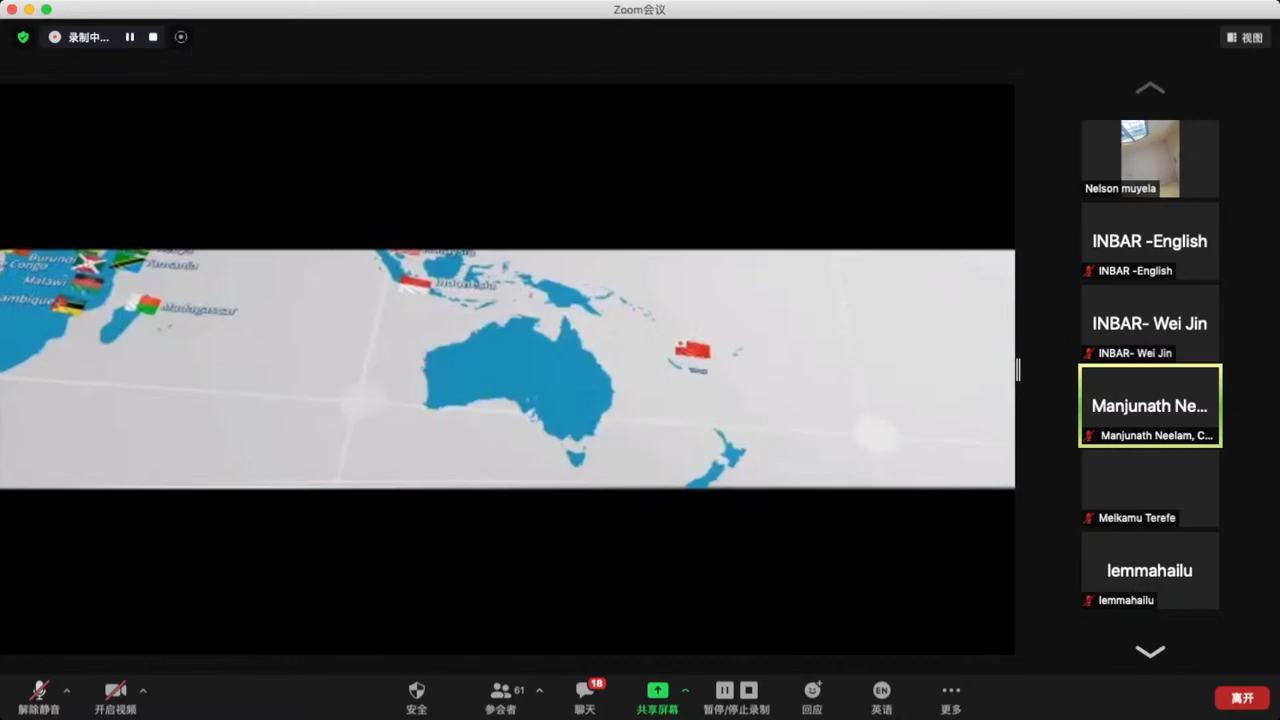 Zoom会议
录制中...
视图
Nelson muyela
INBAR -English
INBAR -English
INBAR- Wei Jin
INBAR- Wei Jin
Manjunath Ne...
Manjunath Neelam, C...
Melkamu Terefe
lemmahailu
lemmahailu
Burundi
Congo
Tanzania
Malawi
ambique
Madagascar
Malaysia
Indonesia
Tonga
解除静音
开启视频
安全
61
参会者
18
聊天
共享屏幕
暂停/停止录制
回应
EN
英语
更多
离开